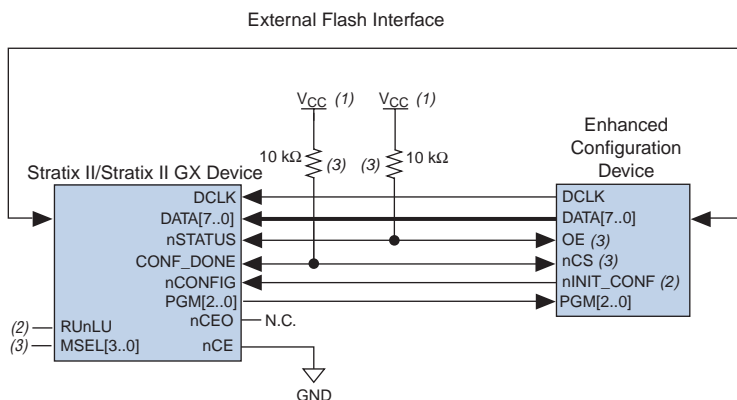 External Flash Interface
VCC (1)
VCC (1)
10 kΩ
(3)
(3)
10 kΩ
Enhanced
Configuration
Device
Stratix II/Stratix II GX Device
DCLK
DATA[7..0]
nSTATUS
CONF_DONE
nCONFIG
PGM[2..0]
nCEO
N.C.
nCE
(2)
RUnLU
(3)
MSEL[3..0]
GND
DCLK
DATA[7..0]
OE (3)
nCS (3)
nINIT_CONF (2)
PGM[2..0]